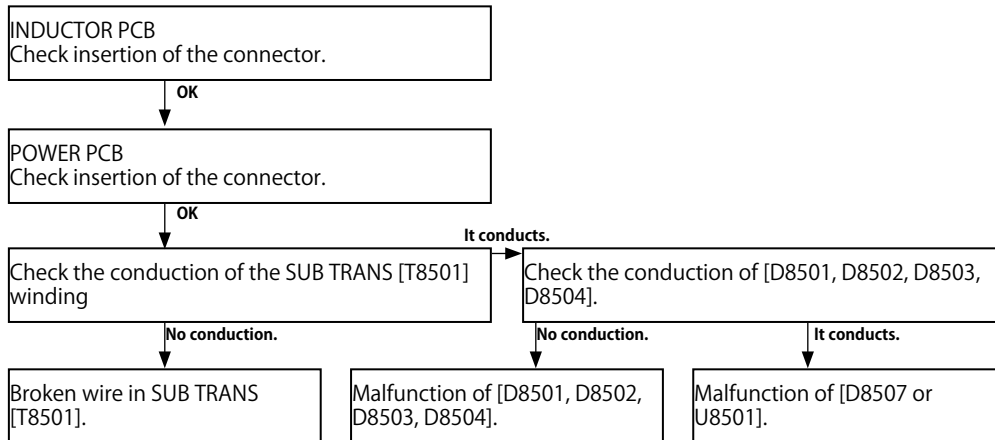 INDUCTOR PCB
Check insertion of the connector.
OK
POWER PCB
Check insertion of the connector.
OK
It conducts.
Check the conduction of the SUB TRANS [T8501]
winding
Check the conduction of [D8501, D8502, D8503,
D8504].
No conduction.
No conduction.
It conducts.
Broken wire in SUB TRANS
[T8501].
Malfunction of [D8501, D8502,
D8503, D8504].
Malfunction of [D8507 or
U8501].